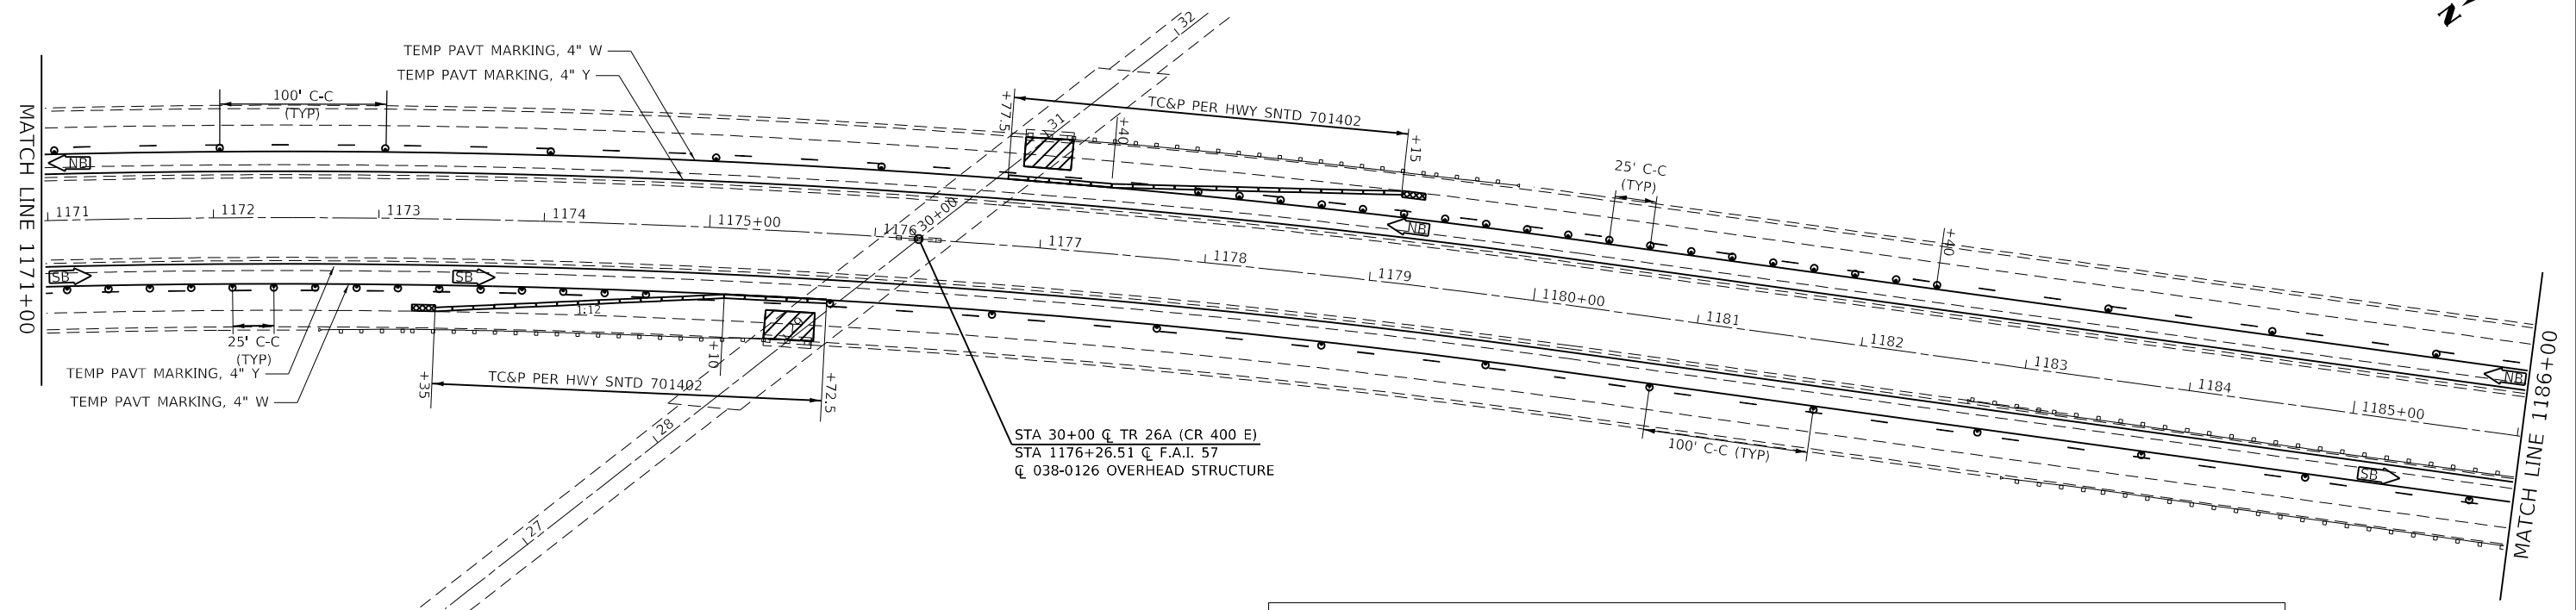 N
TEMP PAVT MARKING, 4" W
TEMP PAVT MARKING, 4" Y
100' C-C
(TYP)
MATCH LINE 1171+00
NB
1171
1172
1173
1174
1175+00
1176
1177
1178
1179
1180+00
1181
1182
1183
1184
1185+00
32
31
30+00
28
27
+77.5
TC&P PER HWY SNTD 701402
+40
+15
25' C-C
(TYP)
+40
NB
NB
SB
SB
SB
1:12
25' C-C
(TYP)
TEMP PAVT MARKING, 4" Y
TEMP PAVT MARKING, 4" W
+35
TC&P PER HWY SNTD 701402
+10
+72.5
STA 30+00 ℄ TR 26A (CR 400 E)
STA 1176+26.51 ℄ F.A.I. 57
℄ 038-0126 OVERHEAD STRUCTURE
100' C-C (TYP)
MATCH LINE 1186+00